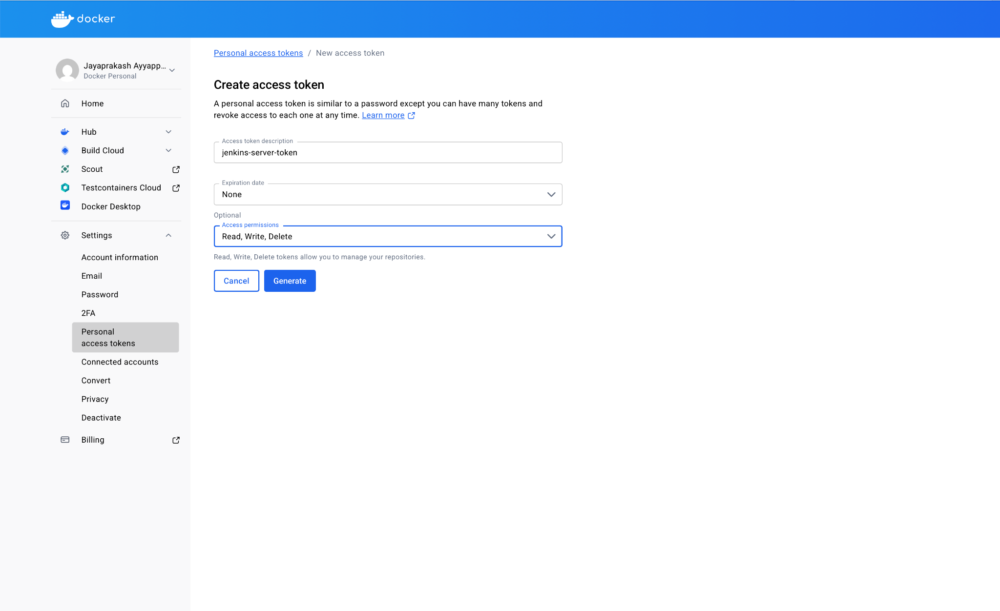 docker
Jayaprakash Ayyapp...
Docker Personal
Home
Hub
Build Cloud
Scout
Testcontainers Cloud
Docker Desktop
Settings
Account information
Email
Password
2FA
Personal
access tokens
Connected accounts
Convert
Privacy
Deactivate
Billing
Personal access tokens / New access token
Create access token
A personal access token is similar to a password except you can have many tokens and
revoke access to each one at any time. Learn more
Access token description
jenkins-server-token
Expiration date
None
Optional
Access permissions
Read, Write, Delete
Read, Write, Delete tokens allow you to manage your repositories.
Cancel
Generate